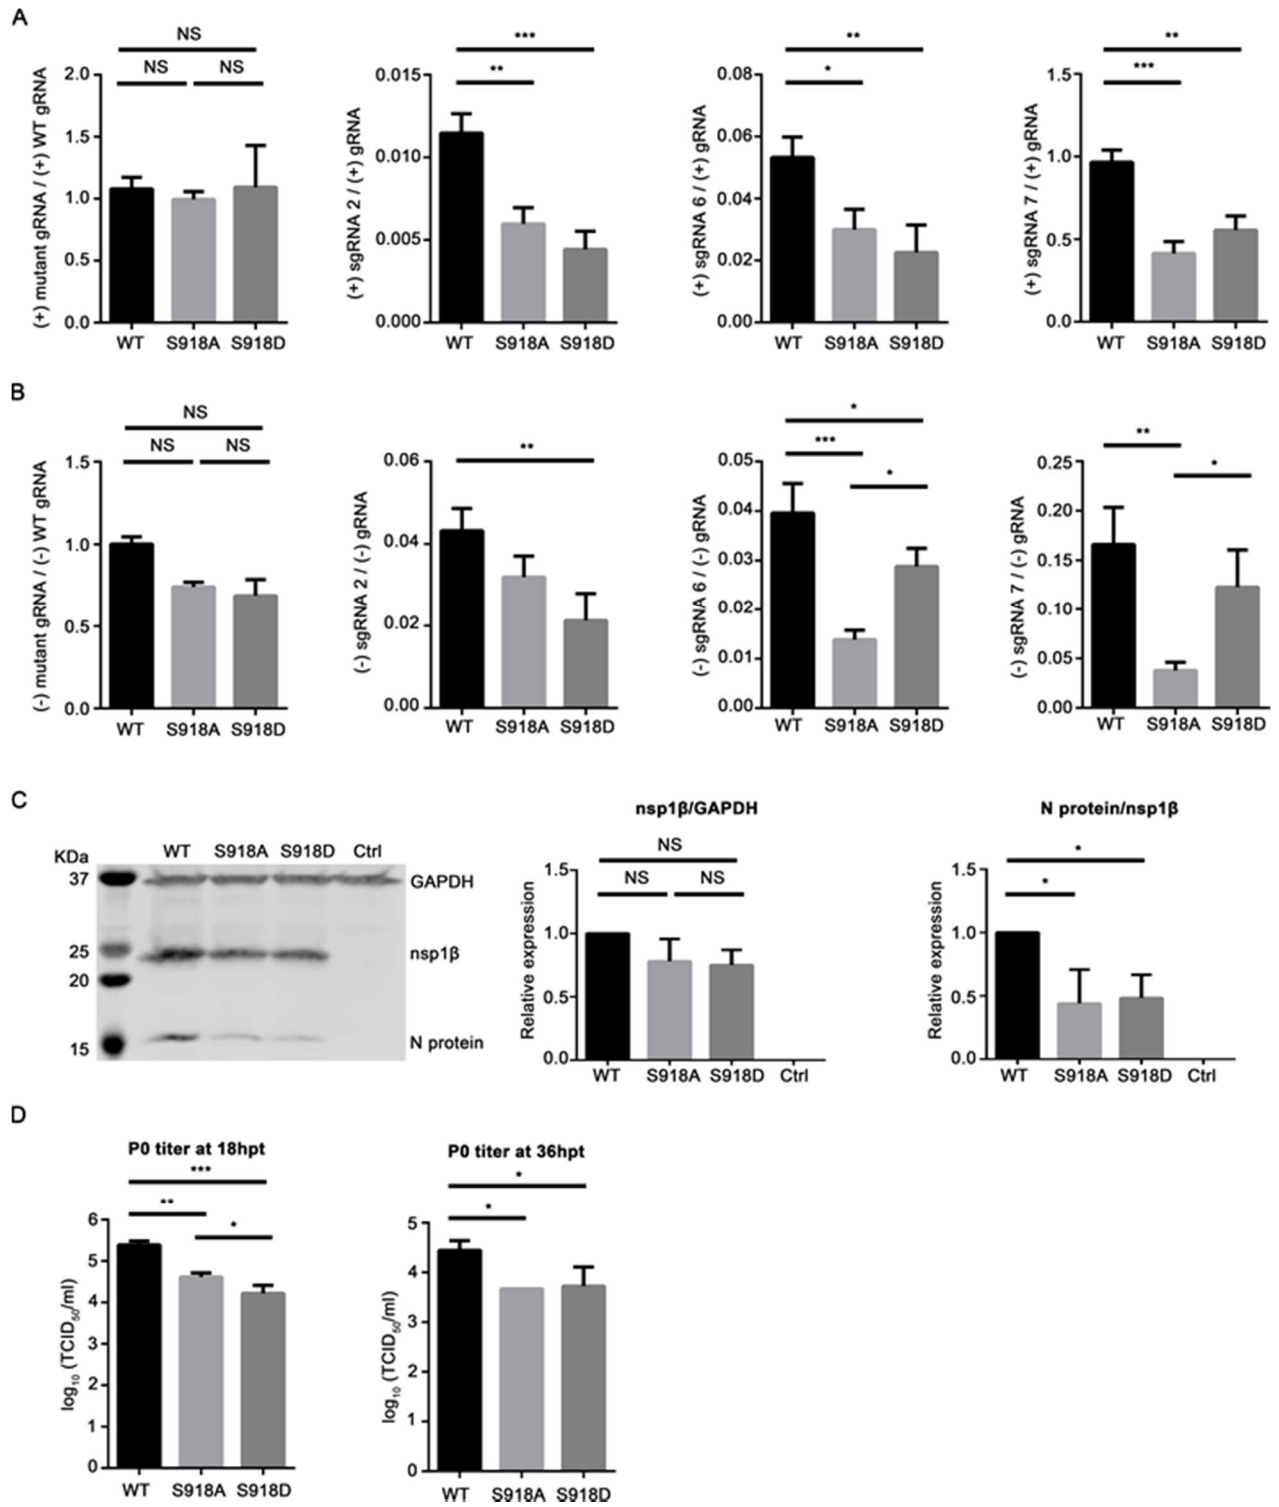 A
NS
NS NS
*** 
**
**
*
**
***
(+) mutant gRNA / (+) WT gRNA
2.0
1.5
1.0
0.5
0.0
WT S918A S918D
(+) sgRNA 2 / (+) gRNA
0.015
0.010
0.005
0.000
WT S918A S918D
(+) sgRNA 6 / (+) gRNA
0.08
0.06
0.04
0.02
0.00
WT S918A S918D
(+) sgRNA 7 / (+) gRNA
1.5
1.0
0.5
0.0
WT S918A S918D
B
NS
NS NS
**
*
***
*
**
*
(-) mutant gRNA / (-) WT gRNA
1.5
1.0
0.5
0.0
WT S918A S918D
(-) sgRNA 2 / (-) gRNA
0.06
0.04
0.02
0.00
WT S918A S918D
(-) sgRNA 6 / (-) gRNA
0.05
0.04
0.03
0.02
0.01
0.00
WT S918A S918D
(-) sgRNA 7 / (-) gRNA
0.25
0.20
0.15
0.10
0.05
0.00
WT S918A S918D
C
KDa
WT S918A S918D Ctrl
37
25
20
15
GAPDH
nsp1β
N protein
nsp1β/GAPDH
NS
NS NS
Relative expression
1.5
1.0
0.5
0.0
WT S918A S918D Ctrl
N protein/nsp1β
*
*
Relative expression
1.5
1.0
0.5
0.0
WT S918A S918D Ctrl
D
P0 titer at 18hpt
***
**
*
log₁₀ (TCID₅₀/ml)
6
5
4
3
2
1
0
WT S918A S918D
P0 titer at 36hpt
*
*
log₁₀ (TCID₅₀/ml)
5
4
3
2
1
0
WT S918A S918D